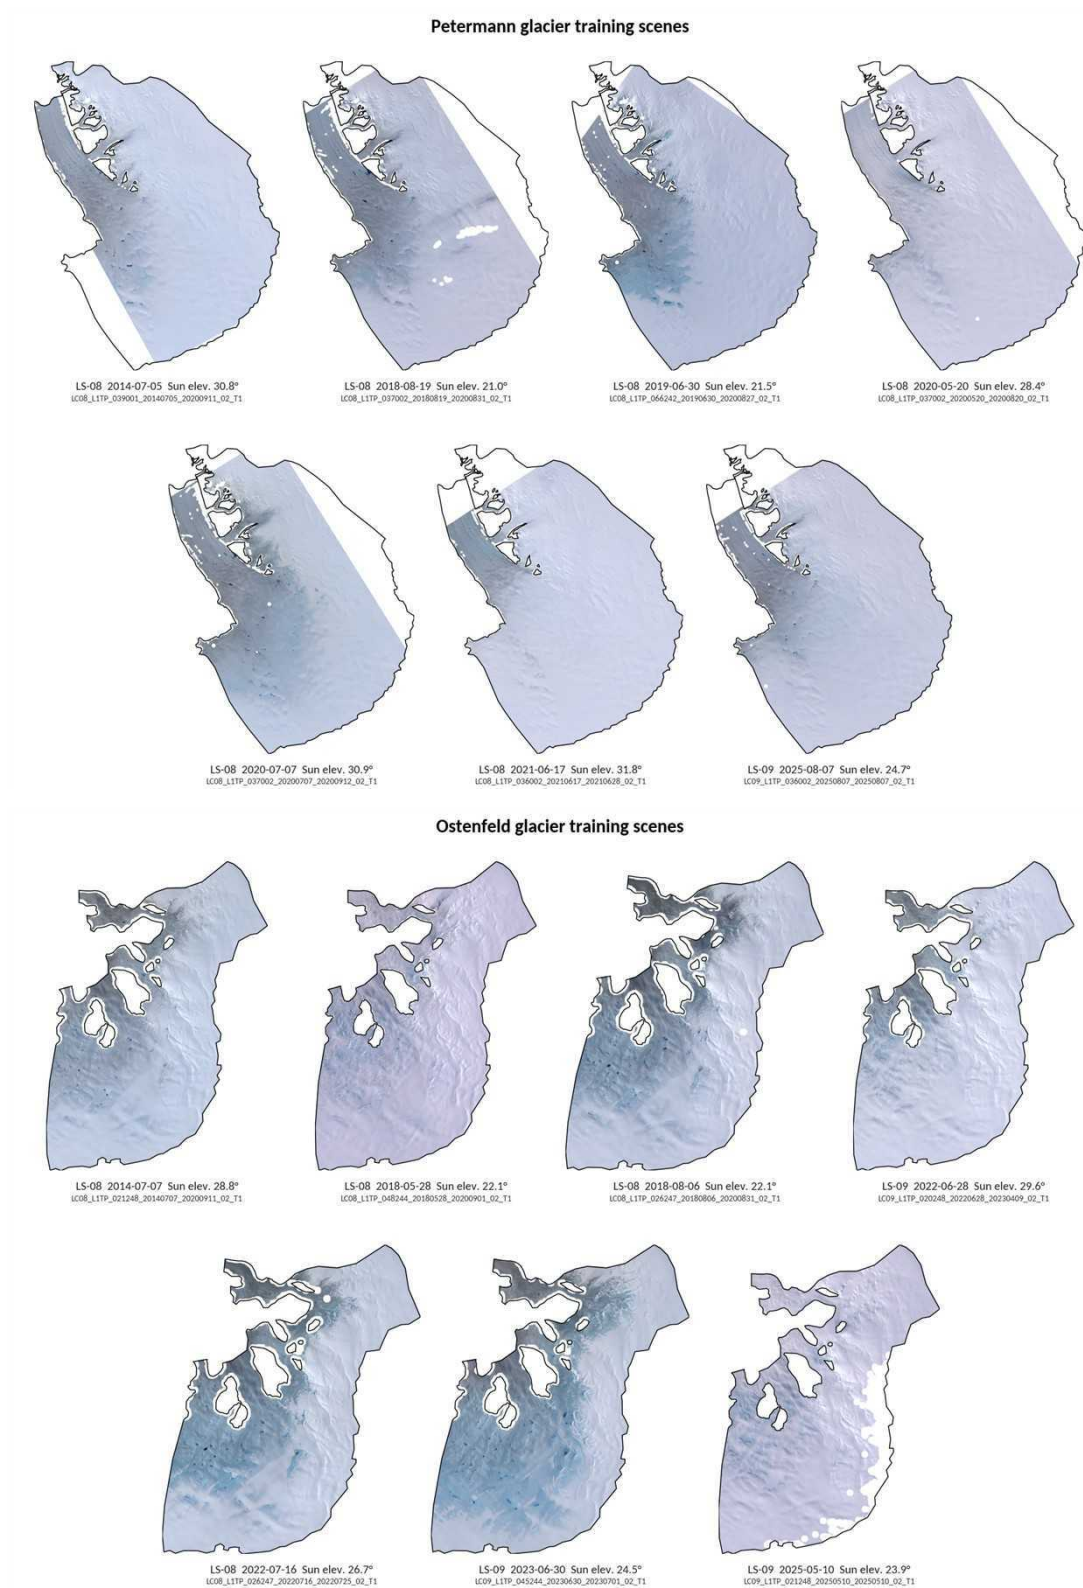 Petermann glacier training scenes
LS-08 2014-07-05 Sun elev. 30.8°
LC08_L1TP_039001_20140705_20200911_02_T1
LS-08 2018-08-19 Sun elev. 21.0°
LC08_L1TP_037002_20180819_20200831_02_T1
LS-08 2019-06-30 Sun elev. 21.5°
LC08_L1TP_066242_20190630_20200827_02_T1
LS-08 2020-05-20 Sun elev. 28.4°
LC08_L1TP_037002_20200520_20200820_02_T1
LS-08 2020-07-07 Sun elev. 30.9°
LC08_L1TP_037002_20200707_20200912_02_T1
LS-08 2021-06-17 Sun elev. 31.8°
LC08_L1TP_036002_20210617_20210628_02_T1
LS-09 2025-08-07 Sun elev. 24.7°
LC09_L1TP_036002_20250807_20250807_02_T1
Ostenfeld glacier training scenes
LS-08 2014-07-07 Sun elev. 28.8°
LC08_L1TP_021248_20140707_20200911_02_T1
LS-08 2018-05-28 Sun elev. 22.1°
LC08_L1TP_048244_20180528_20200901_02_T1
LS-08 2018-08-06 Sun elev. 22.1°
LC08_L1TP_026247_20180806_20200831_02_T1
LS-09 2022-06-28 Sun elev. 29.6°
LC09_L1TP_020248_20220628_20230409_02_T1
LS-08 2022-07-16 Sun elev. 26.7°
LC08_L1TP_026247_20220716_20220725_02_T1
LS-09 2023-06-30 Sun elev. 24.5°
LC09_L1TP_045244_20230630_20230701_02_T1
LS-09 2025-05-10 Sun elev. 23.9°
LC09_L1TP_021248_20250510_20250510_02_T1